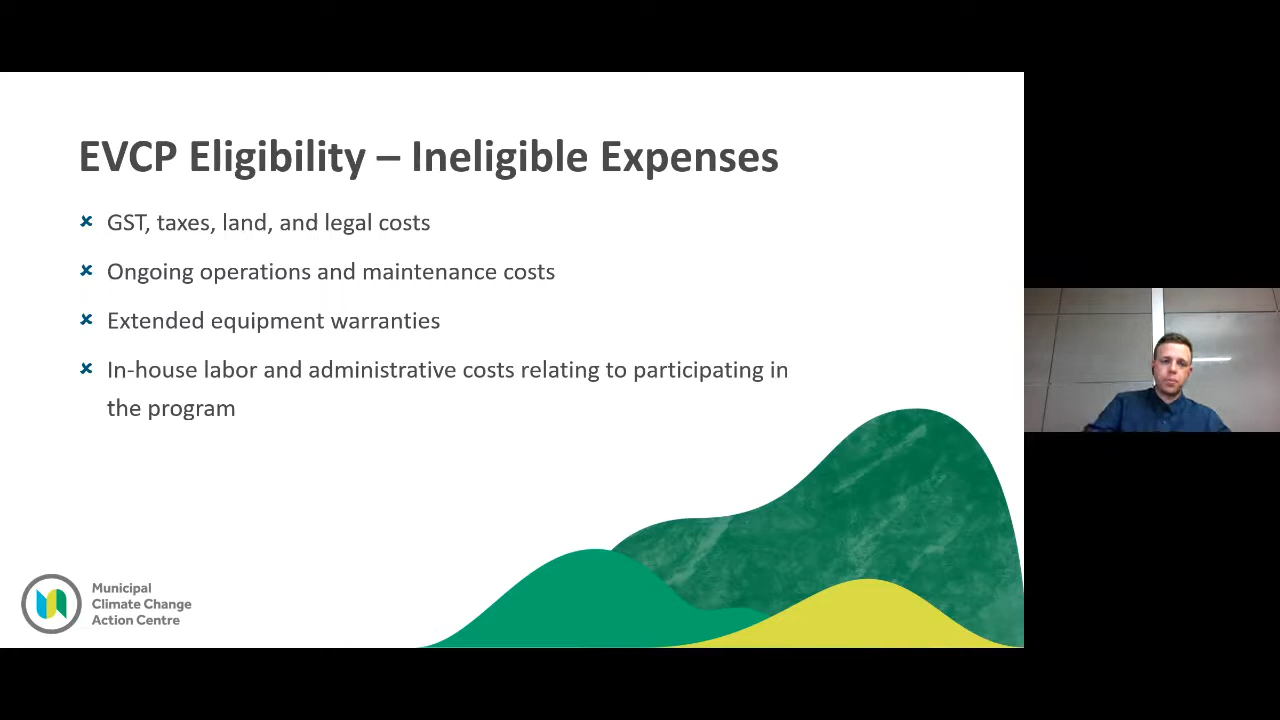 EVCP Eligibility – Ineligible Expenses
GST, taxes, land, and legal costs
Ongoing operations and maintenance costs
Extended equipment warranties
In-house labor and administrative costs relating to participating in
the program
Municipal
Climate Change
Action Centre